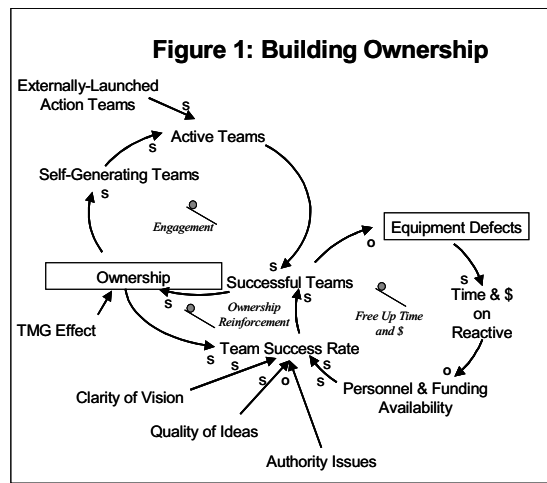 Figure 1: Building Ownership
Externally-Launched
Action Teams
s
Active Teams
s
Self-Generating Teams
s
Engagement
Equipment Defects
o
s
Ownership
Successful Teams
s
s
s
Time & $
on
Reactive
Ownership
Reinforcement
Free Up Time
and $
TMG Effect
Team Success Rate
s
s
s
s
s
o
o
Personnel & Funding
Availability
Clarity of Vision
Quality of Ideas
Authority Issues